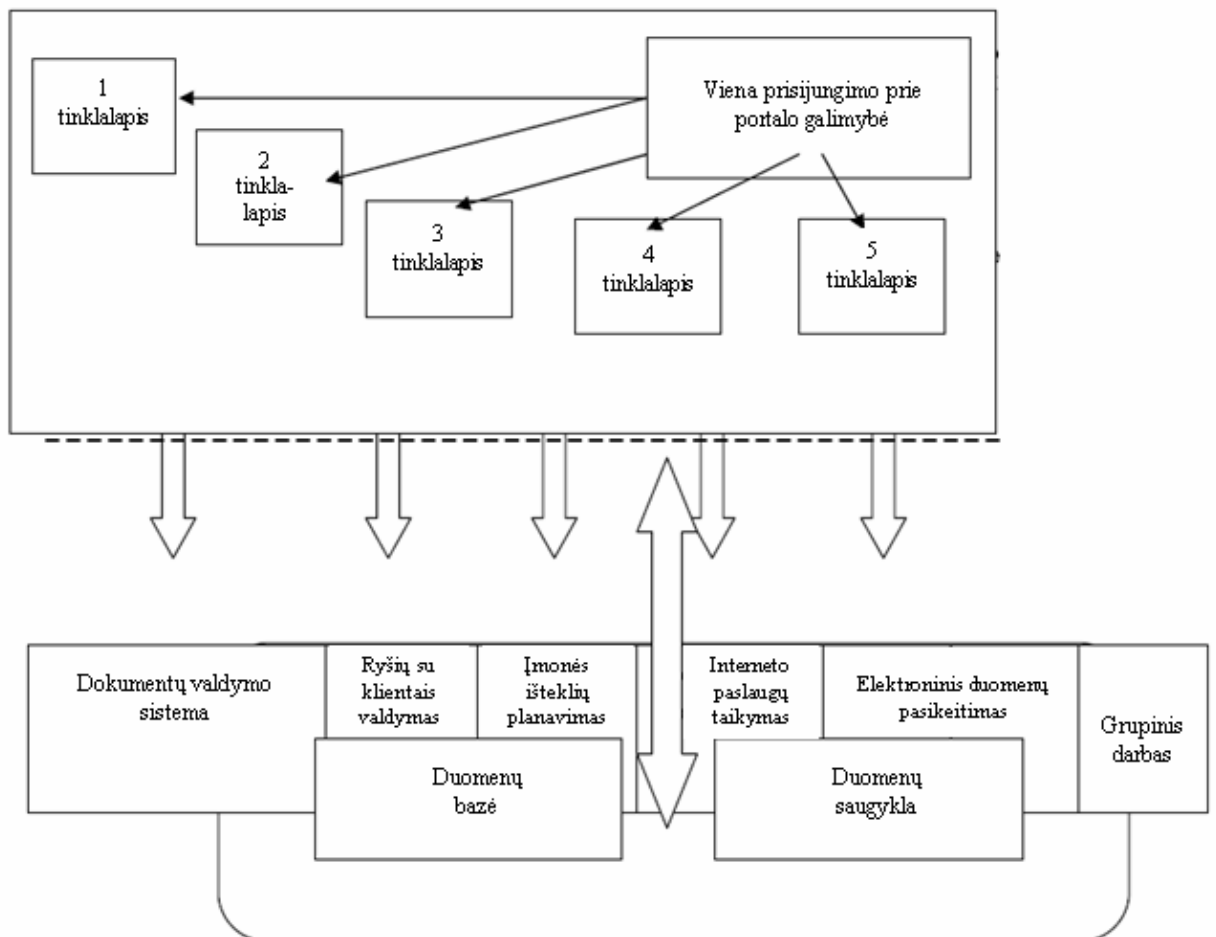 1
tinklalapis
Viena prisijungimo prie
portalo galimybė
2
tinkla-
lapis
3
tinklalapis
4
tinklalapis
5
tinklalapis
Dokumentų valdymo
sistema
Ryšių su
klientais
valdymas
Įmonės
išteklių
planavimas
Interneto
paslaugų
taikymas
Elektroninis duomenų
pasikeitimas
Grupinis
darbas
Duomenų
bazė
Duomenų
saugykla